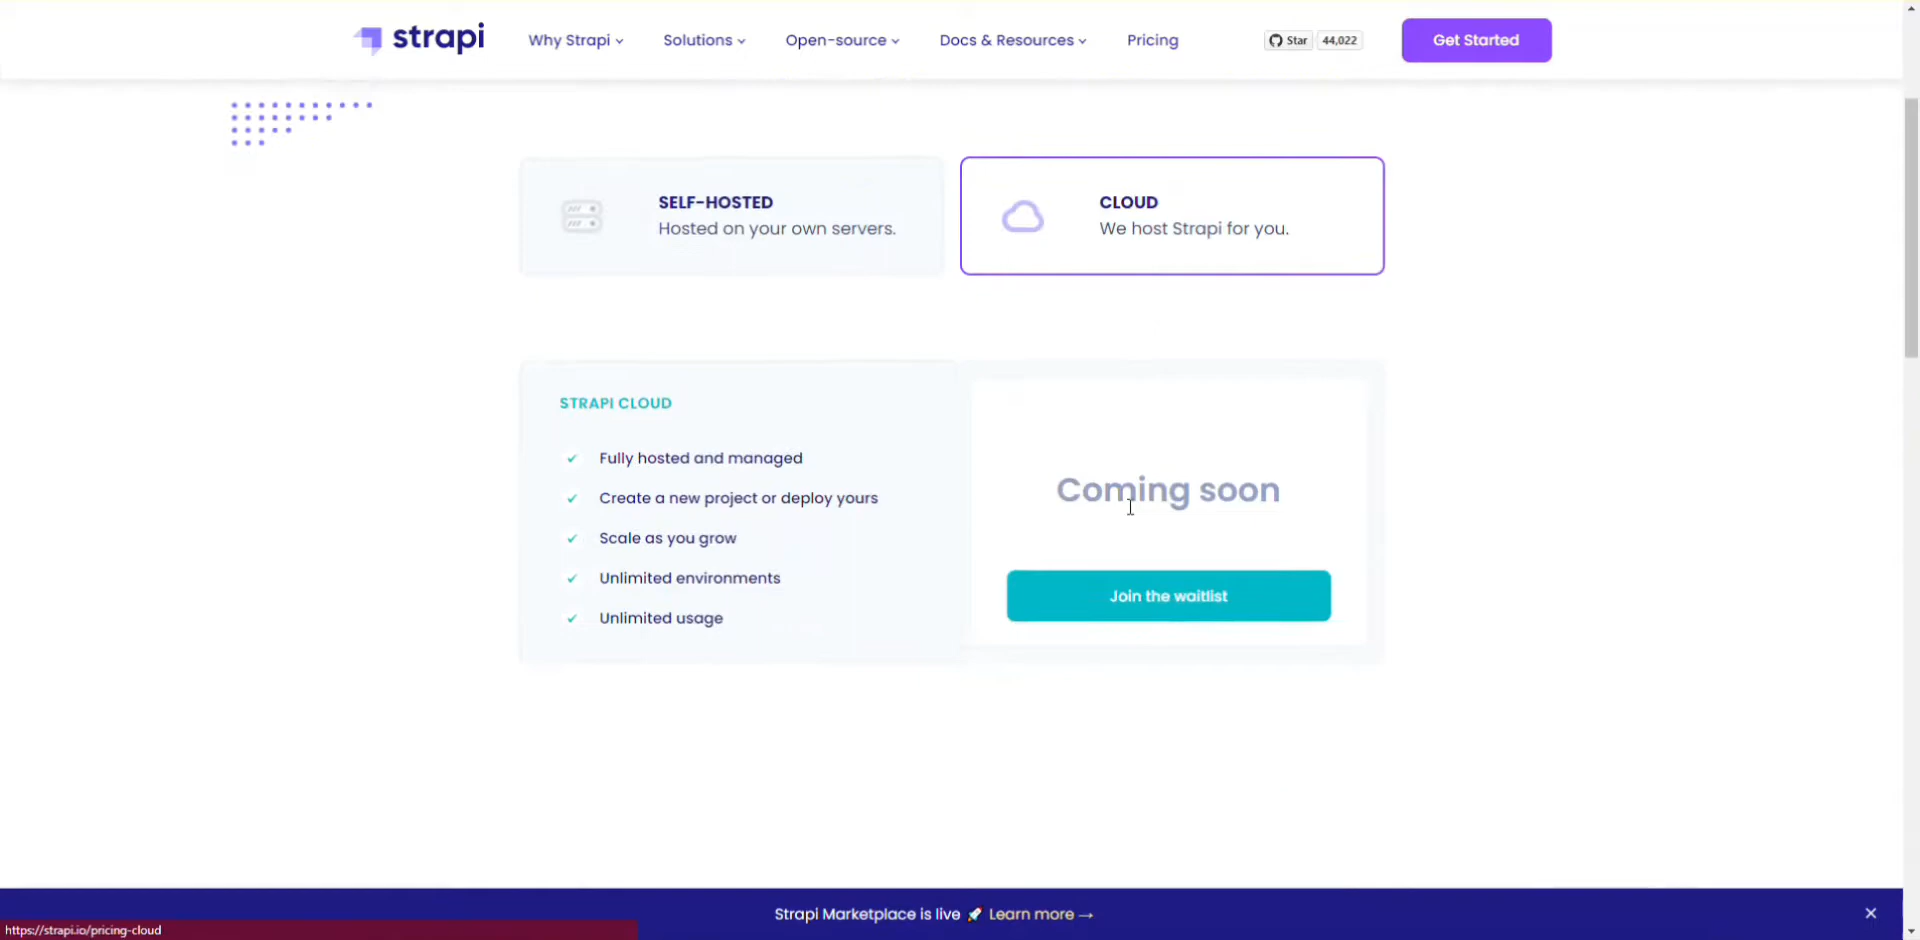 strapi
Why Strapi
Solutions
Open-source
Docs & Resources
Pricing
Star
44,022
Get Started
SELF-HOSTED
Hosted on your own servers.
CLOUD
We host Strapi for you.
STRAPI CLOUD
Fully hosted and managed
Create a new project or deploy yours
Scale as you grow
Unlimited environments
Unlimited usage
Coming soon
Join the waitlist
Strapi Marketplace is live 🚀 Learn more →
https://strapi.io/pricing-cloud